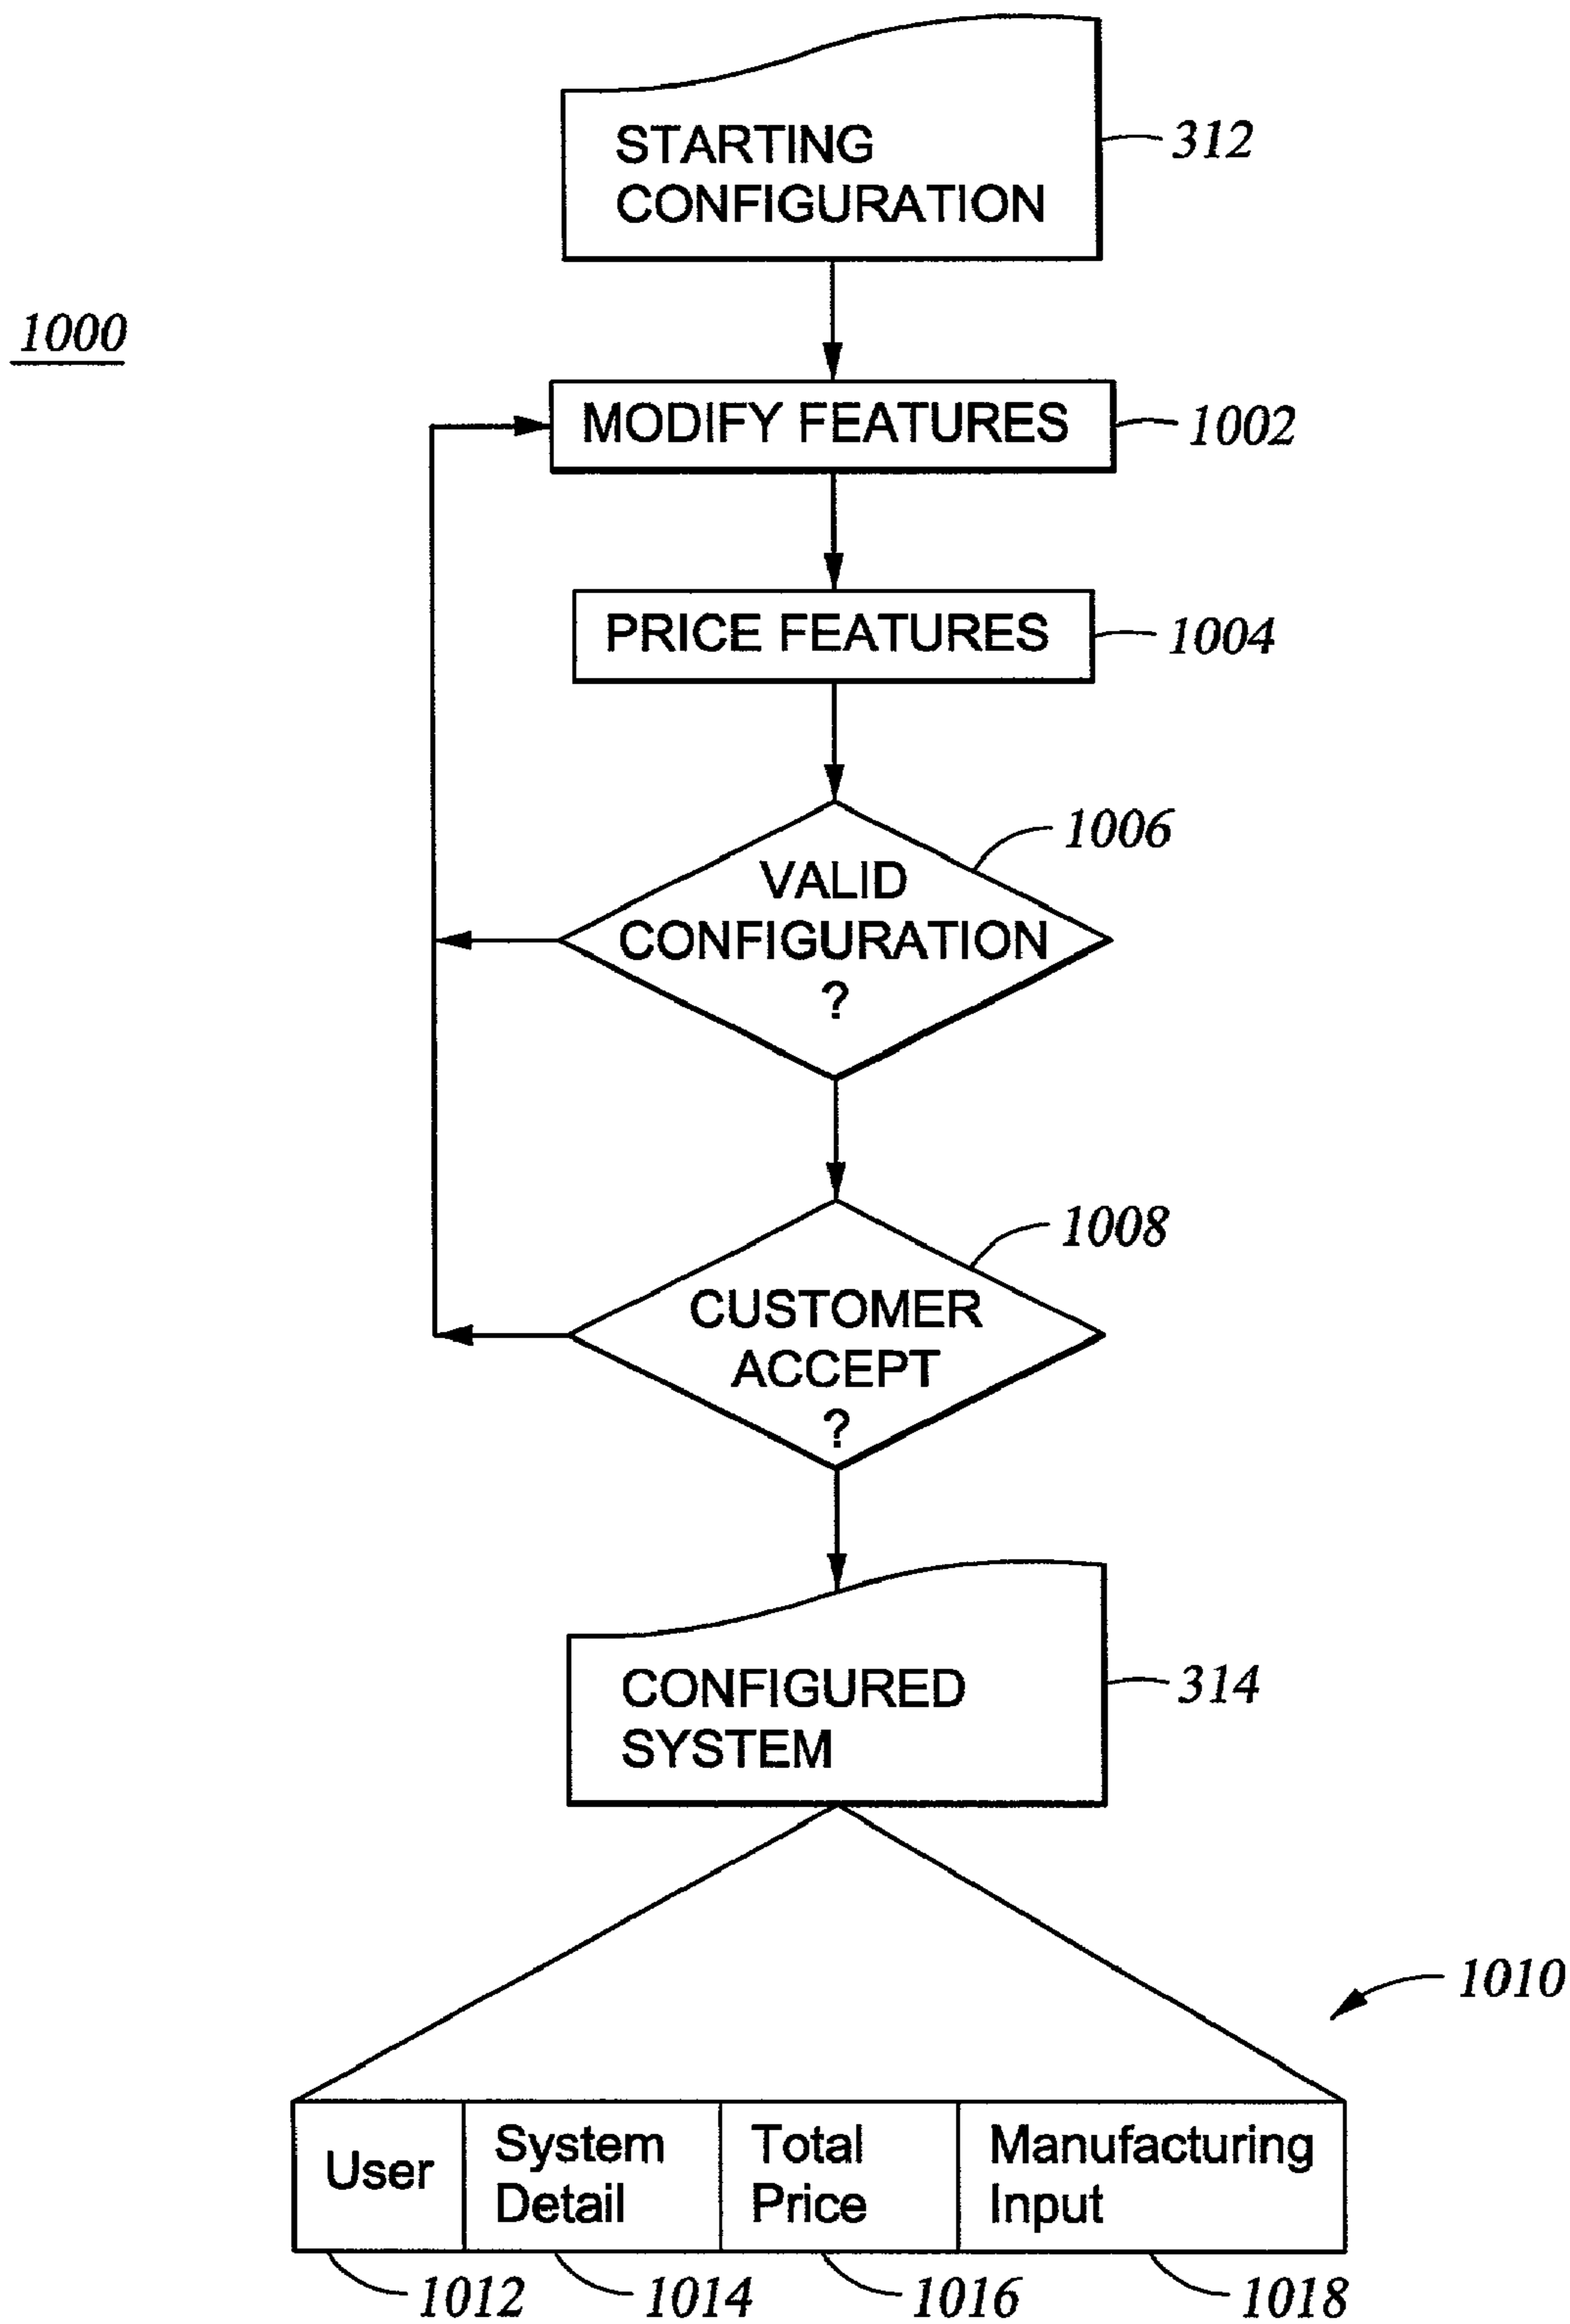 STARTING
CONFIGURATION
312
1000
MODIFY FEATURES
1002
PRICE FEATURES
1004
1006
VALID
CONFIGURATION
?
1008
CUSTOMER
ACCEPT
?
CONFIGURED
SYSTEM
314
1010
User
System
Detail
Total
Price
Manufacturing
Input
1012
1014
1016
1018